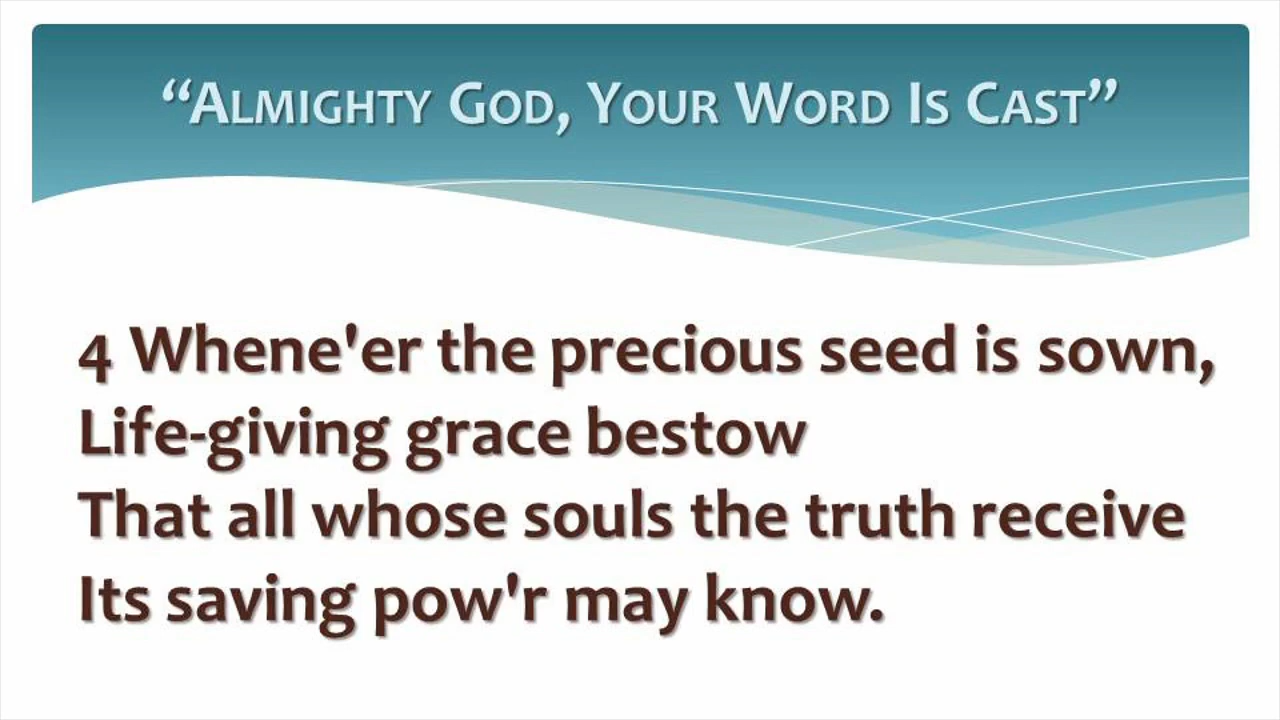 “Almighty God, Your Word Is Cast”
4 Whene'er the precious seed is sown,
Life-giving grace bestow
That all whose souls the truth receive
Its saving pow'r may know.